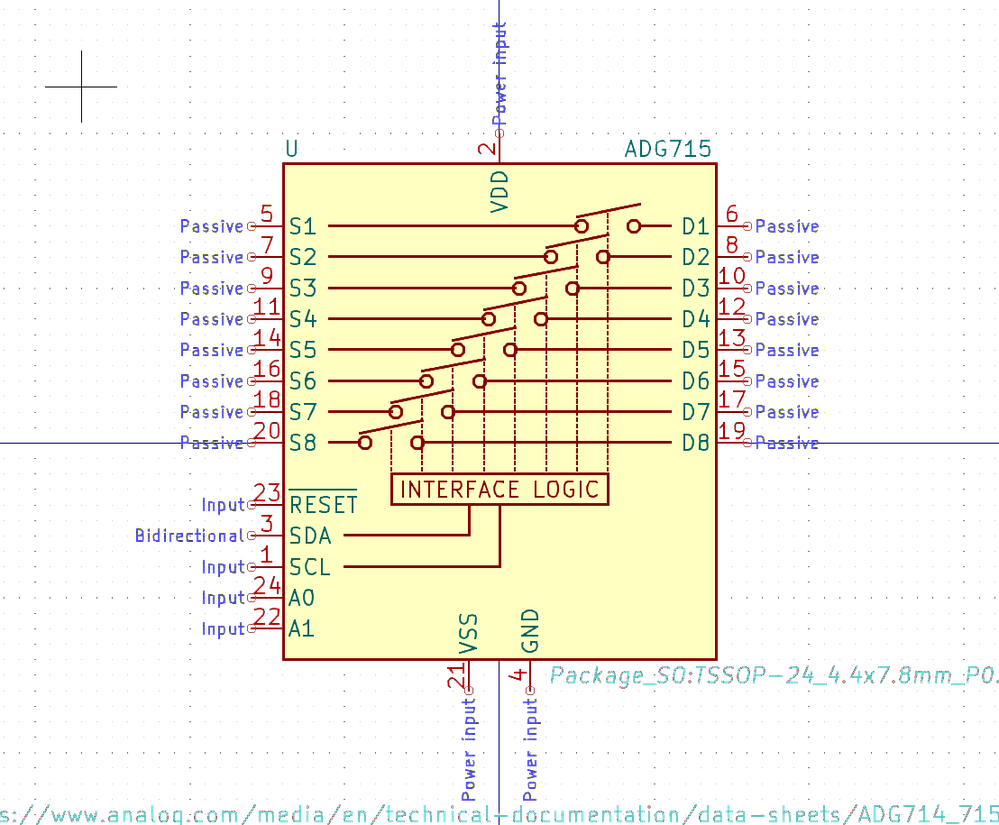 Power input
U
2
ADG715
VDD
Passive 5 S1 D1 6 Passive
Passive 7 S2 D2 8 Passive
Passive 9 S3 D3 10 Passive
Passive 11 S4 D4 12 Passive
Passive 14 S5 D5 13 Passive
Passive 16 S6 D6 15 Passive
Passive 18 S7 D7 17 Passive
Passive 20 S8 D8 19 Passive
INTERFACE LOGIC
Input 23 RESET
Bidirectional 3 SDA
Input 1 SCL
Input 24 A0
Input 22 A1
VSS
GND
21
4
Package_SO:TSSOP-24_4.4x7.8mm_P0.
Power input
Power input
s://www.analog.com/media/en/technical-documentation/data-sheets/ADG714_715